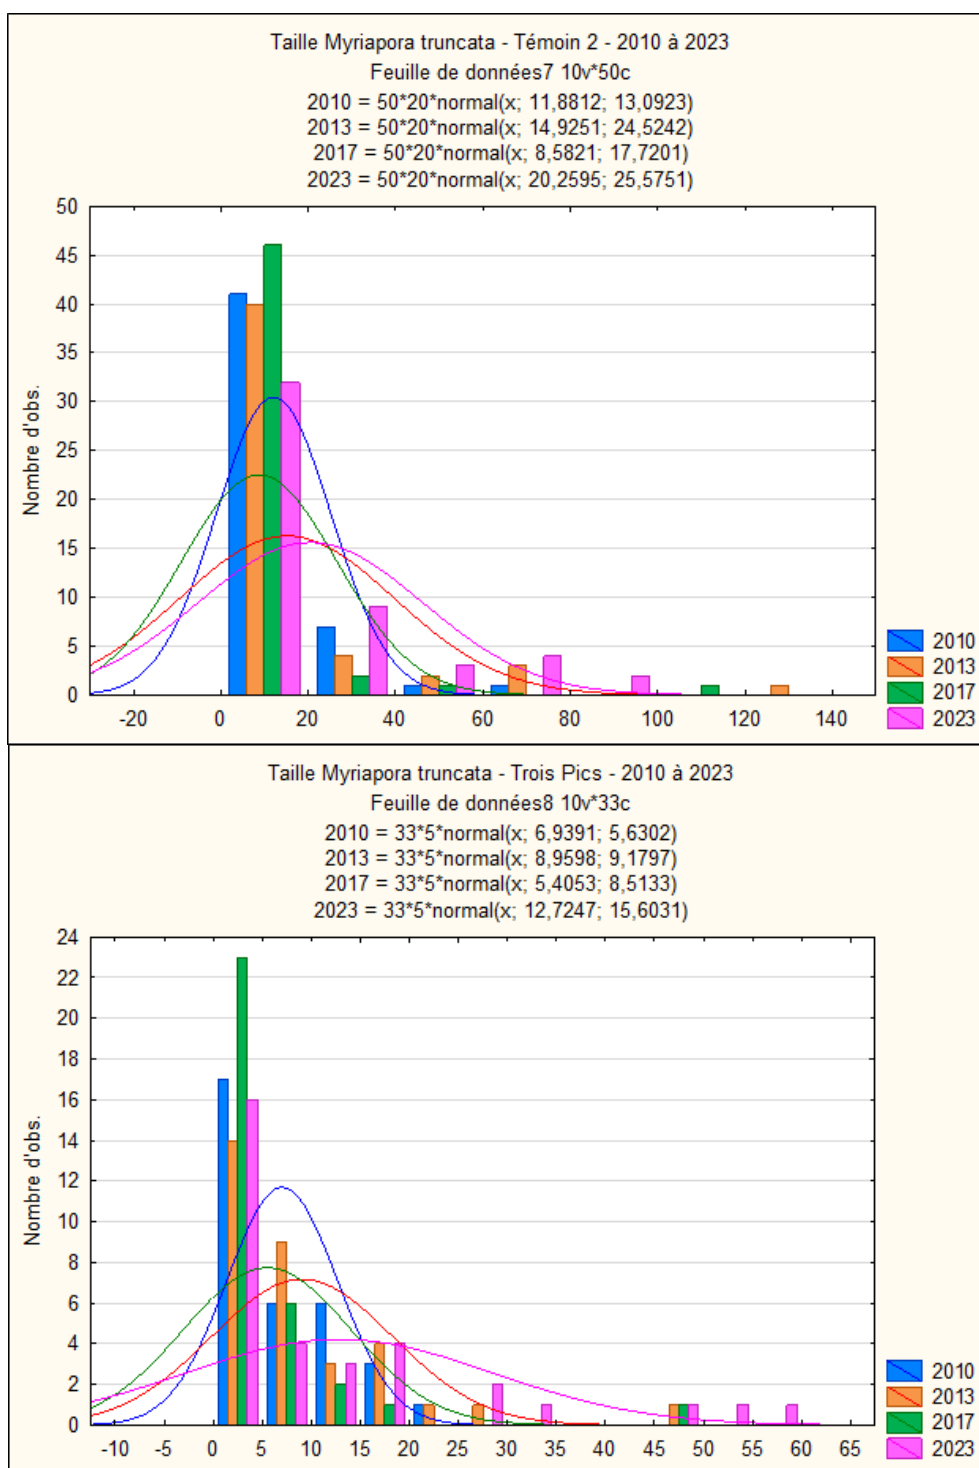 Taille Myriapora truncata - Témoin 2 - 2010 à 2023
Feuille de données7 10v*50c
2010 = 50*20*normal(x; 11,8812; 13,0923)
2013 = 50*20*normal(x; 14,9251; 24,5242)
2017 = 50*20*normal(x; 8,5821; 17,7201)
2023 = 50*20*normal(x; 20,2595; 25,5751)
50
45
40
35
30
25
20
15
10
5
0
Nombre d'obs.
-20 0 20 40 60 80 100 120 140
2010
2013
2017
2023
Taille Myriapora truncata - Trois Pics - 2010 à 2023
Feuille de données8 10v*33c
2010 = 33*5*normal(x; 6,9391; 5,6302)
2013 = 33*5*normal(x; 8,9598; 9,1797)
2017 = 33*5*normal(x; 5,4053; 8,5133)
2023 = 33*5*normal(x; 12,7247; 15,6031)
24
22
20
18
16
14
12
10
8
6
4
2
0
Nombre d'obs.
-10 -5 0 5 10 15 20 25 30 35 40 45 50 55 60 65
2010
2013
2017
2023